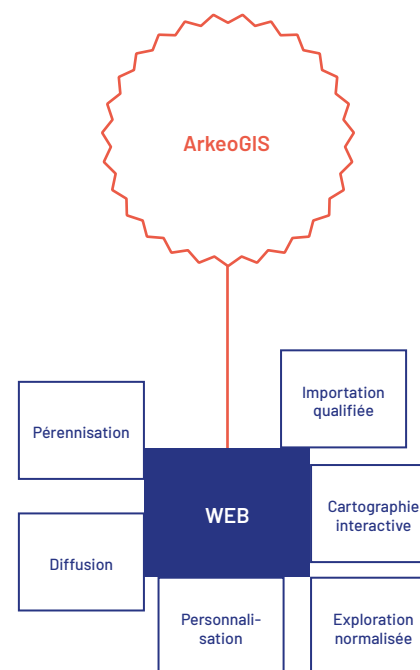 ArkeoGIS
Importation
qualifiée
Pérennisation
WEB
Cartographie
interactive
Diffusion
Personnali-
sation
Exploration
normalisée